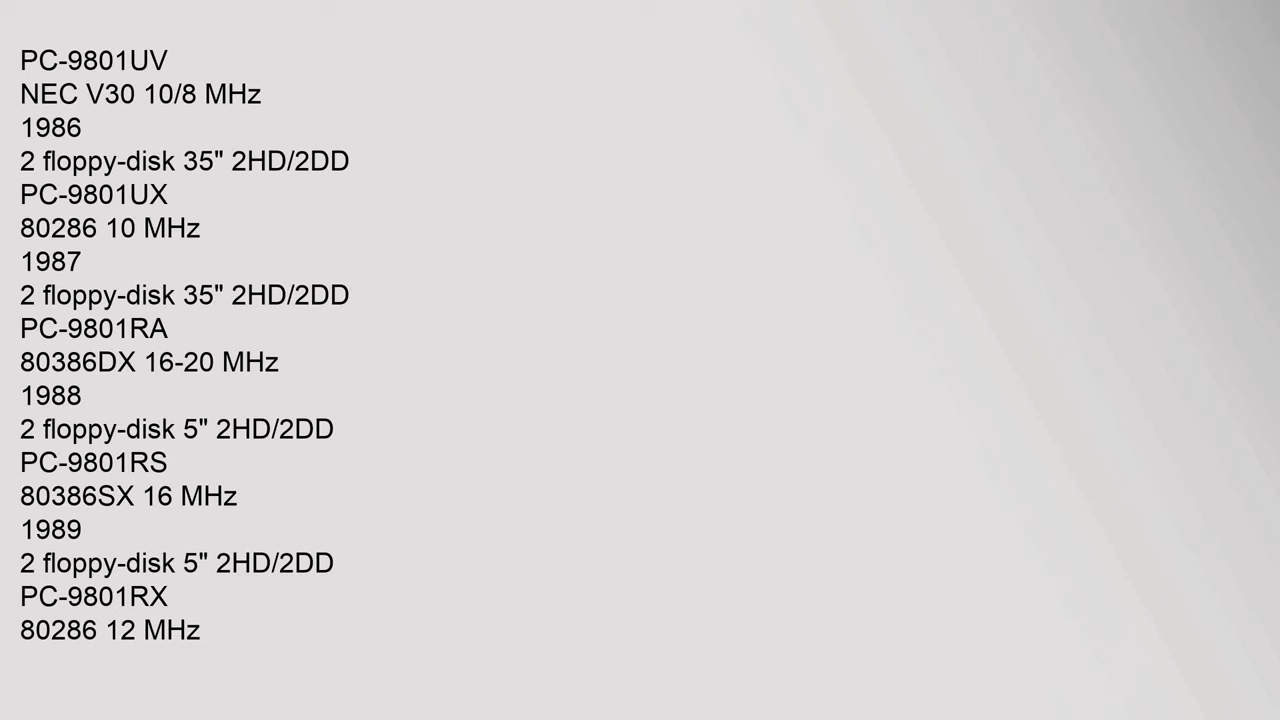 PC-9801UV
NEC V30 10/8 MHz
1986
2 floppy-disk 35" 2HD/2DD
PC-9801UX
80286 10 MHz
1987
2 floppy-disk 35" 2HD/2DD
PC-9801RA
80386DX 16-20 MHz
1988
2 floppy-disk 5" 2HD/2DD
PC-9801RS
80386SX 16 MHz
1989
2 floppy-disk 5" 2HD/2DD
PC-9801RX
80286 12 MHz